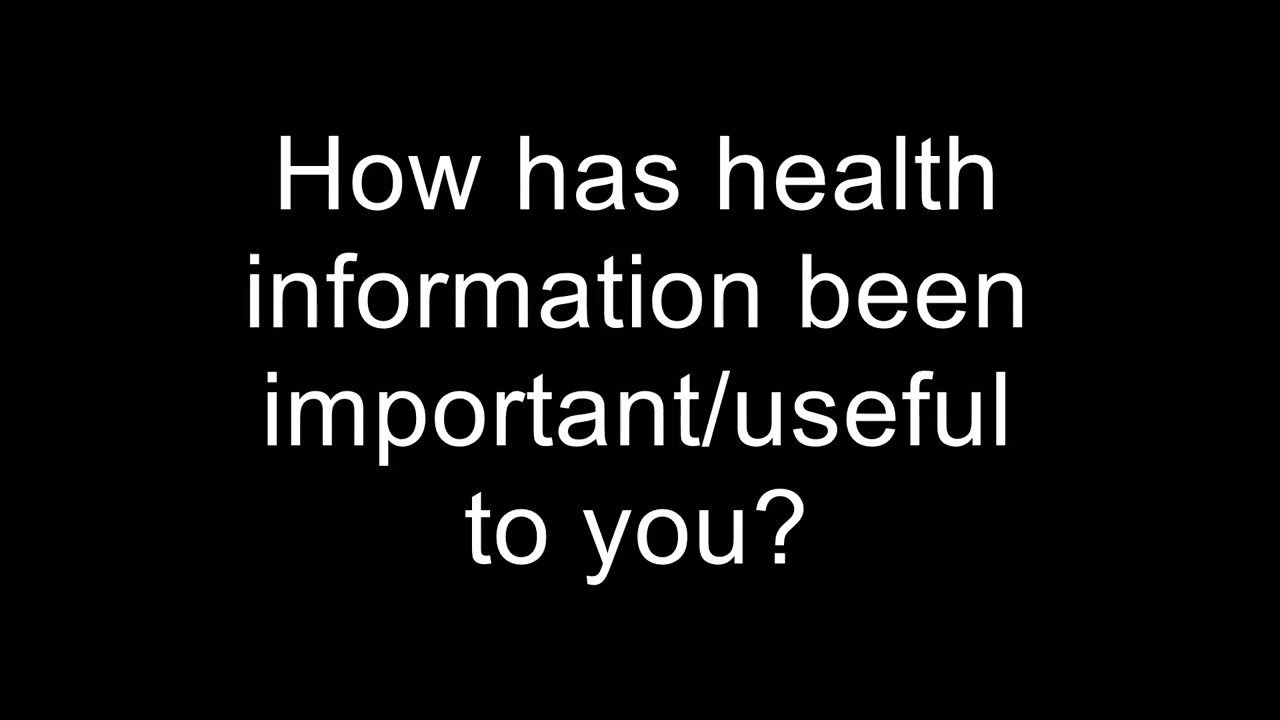 How has health
information been
important/useful
to you?